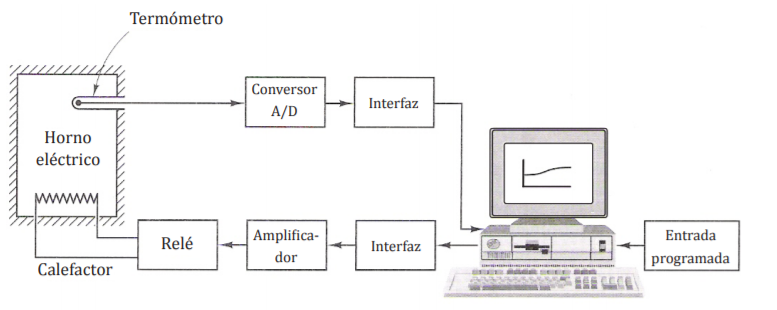 Termómetro
Conversor
A/D
Interfaz
Horno
eléctrico
Relé
Amplifica-
dor
Interfaz
Entrada
programada
Calefactor